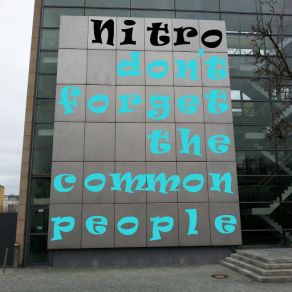 Nitro
don't
forget
the
common
people